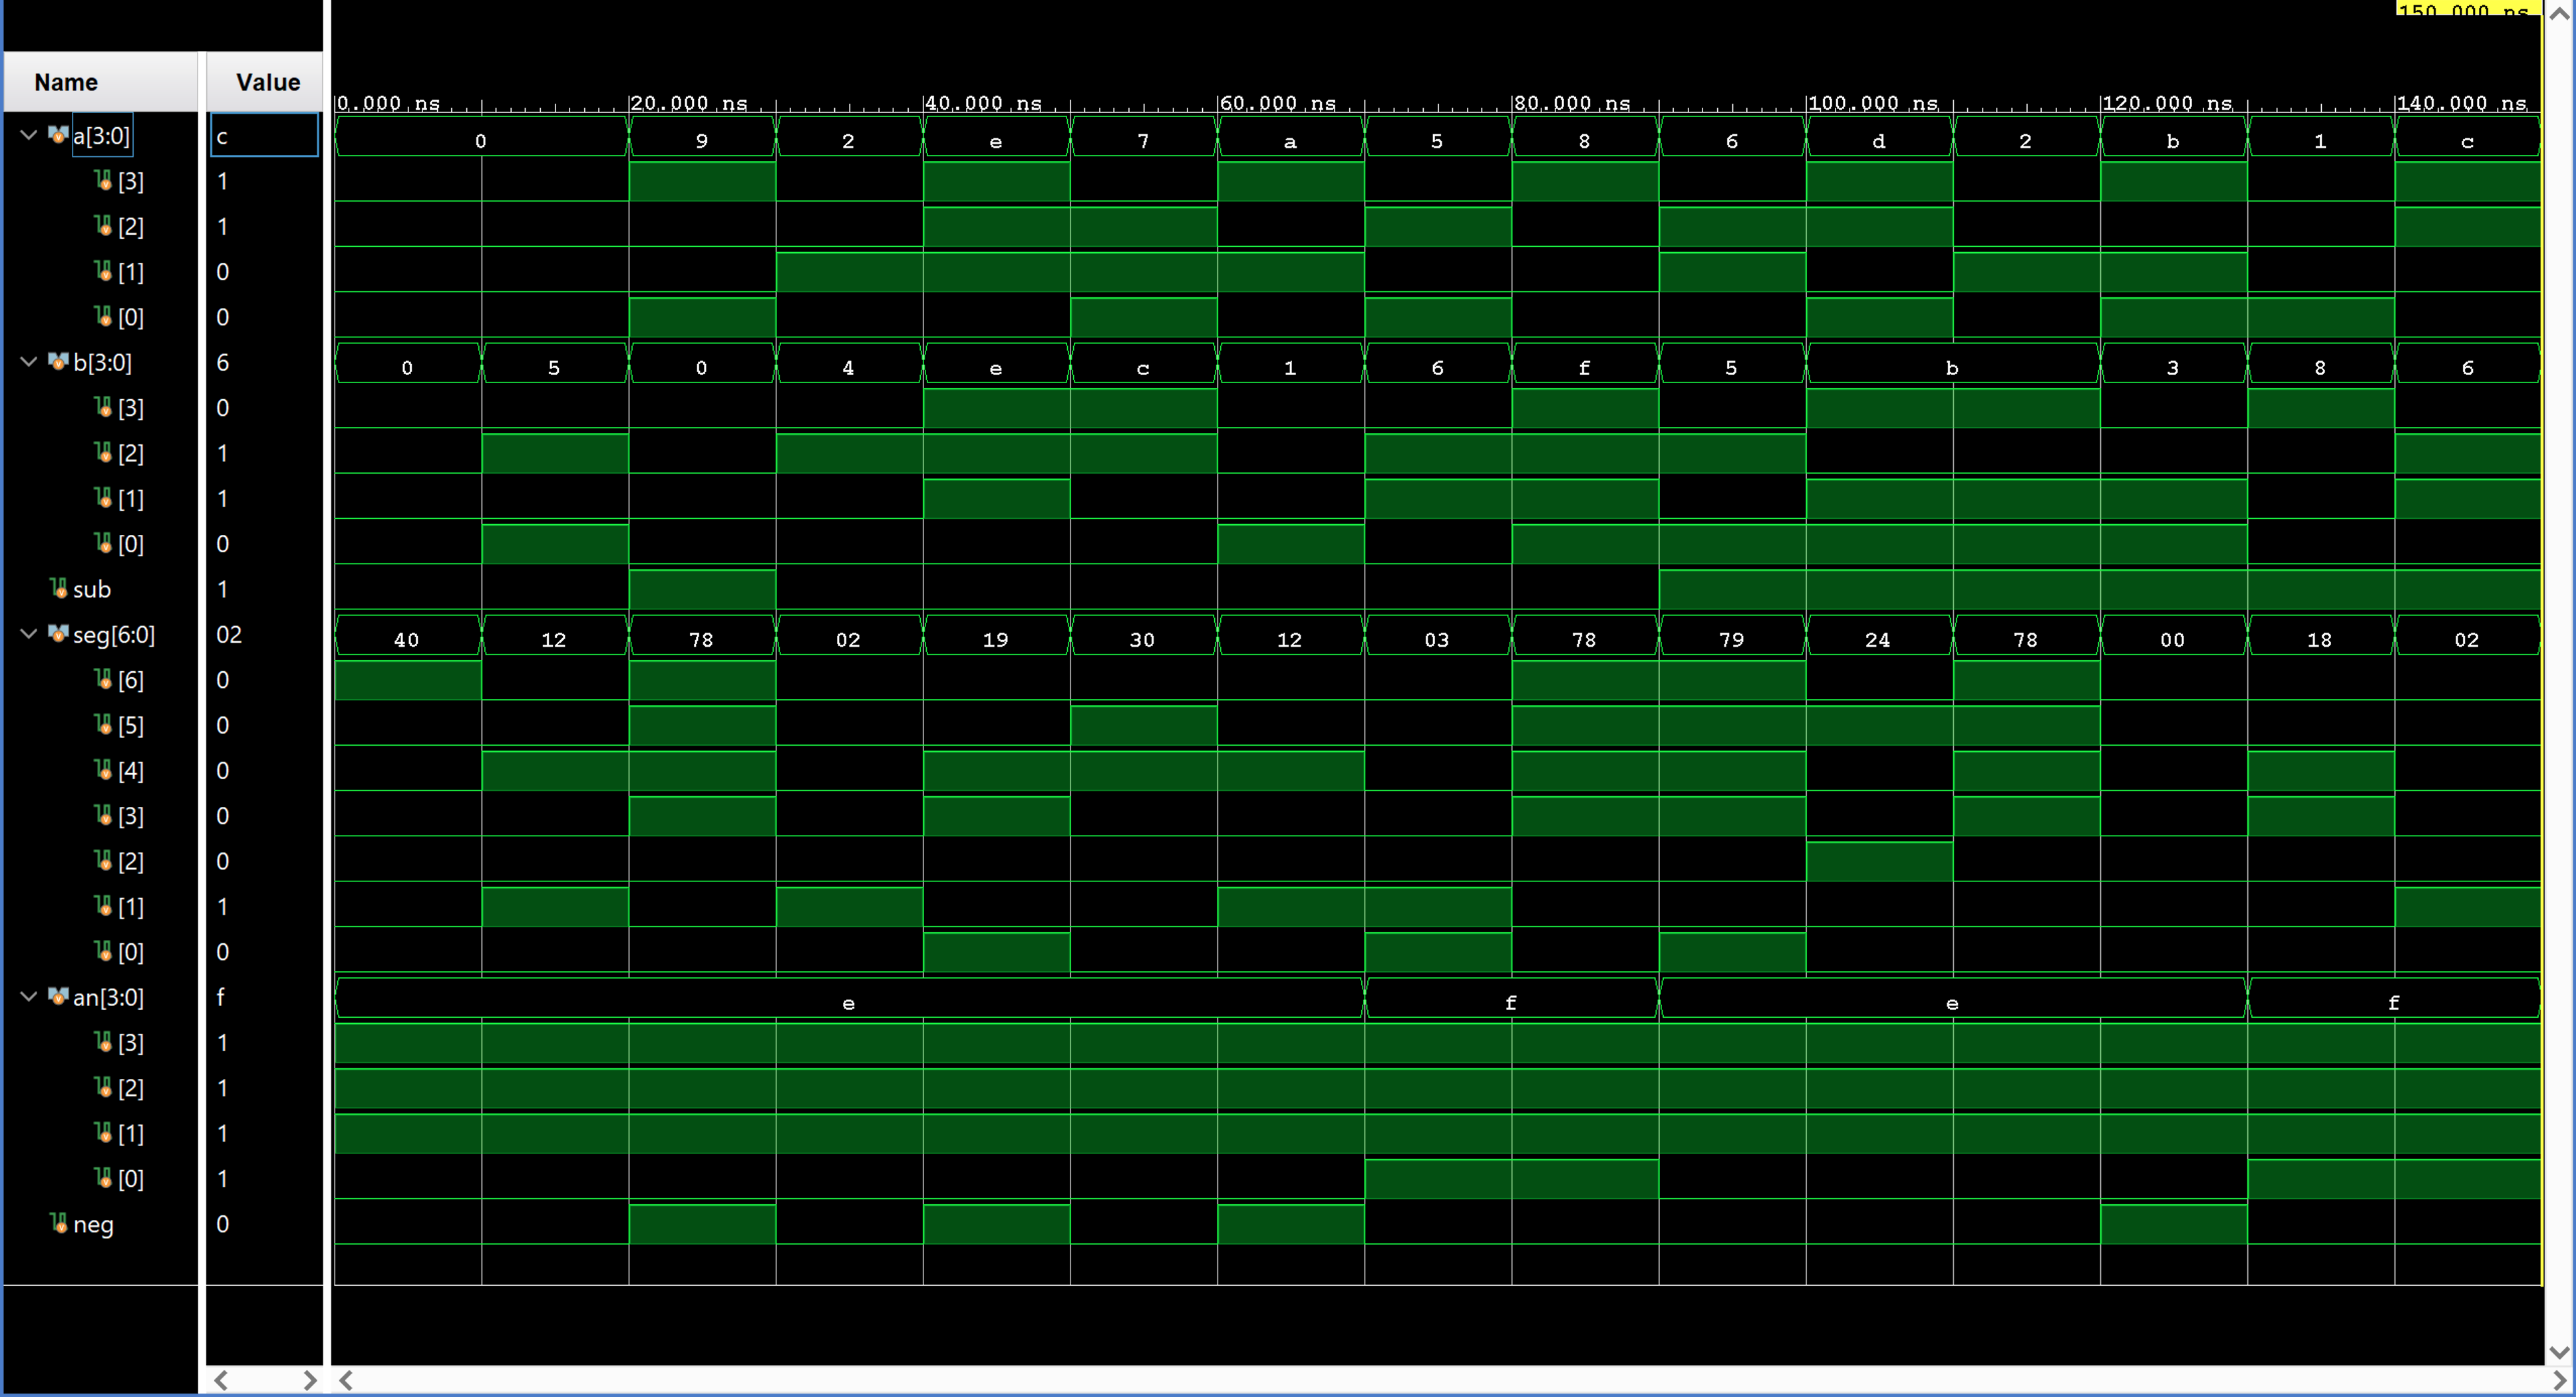 150.000 ns
Name Value
0.000 ns 20.000 ns 40.000 ns 60.000 ns 80.000 ns 100.000 ns 120.000 ns 140.000 ns
a[3:0] c 0 9 2 e 7 a 5 8 6 d 2 b 1 c
[3] 1
[2] 1
[1] 0
[0] 0
b[3:0] 6 0 5 0 4 e c 1 6 f 5 b 3 8 6
[3] 0
[2] 1
[1] 1
[0] 0
sub 1
seg[6:0] 02 40 12 78 02 19 30 12 03 78 79 24 78 00 18 02
[6] 0
[5] 0
[4] 0
[3] 0
[2] 0
[1] 1
[0] 0
an[3:0] f e f e f
[3] 1
[2] 1
[1] 1
[0] 1
neg 0